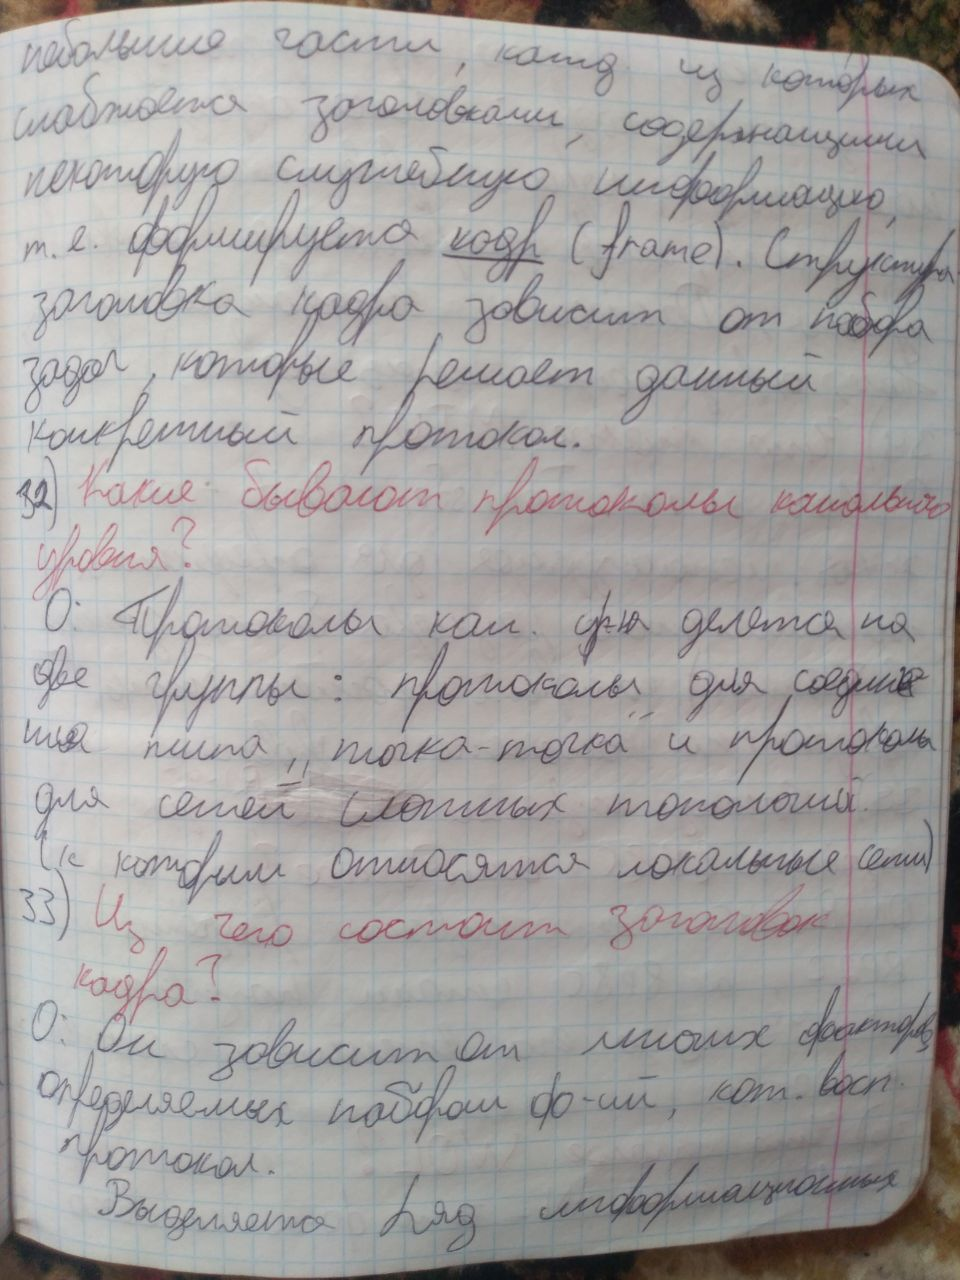 небольшие части, кажд из которых
снабжается заголовками, содержащими
некоторую служебную информацию,
т.е. формируется кадр (frame). Структура
заголовка кадра зависит от набора
задач, которые решает данный
конкретный протокол.
32) Какие бывают протоколы канального
уровня?
О: Протоколы кан. ур-ня делятся на
две группы: протоколы для соедине
ния типа ,,точка-точка" и протоколы
для сетей сложных топологий.
(к которым относятся локальные сети)
33) Из чего состоит заголовок
кадра?
О: Он зависит от многих факторов,
определяемых набором ф-ий, кот. восп.
протокол.
Выделяется ряд информационных